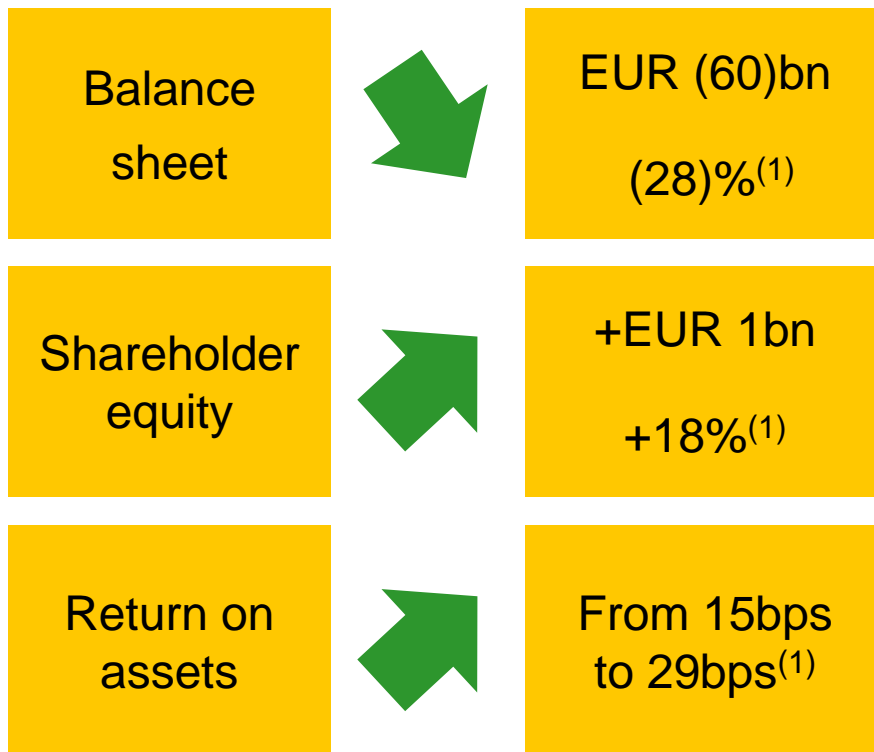 Balance
sheet
EUR (60)bn
(28)%(1)
Shareholder
equity
+EUR 1bn
+18%(1)
Return on
assets
From 15bps
to 29bps(1)